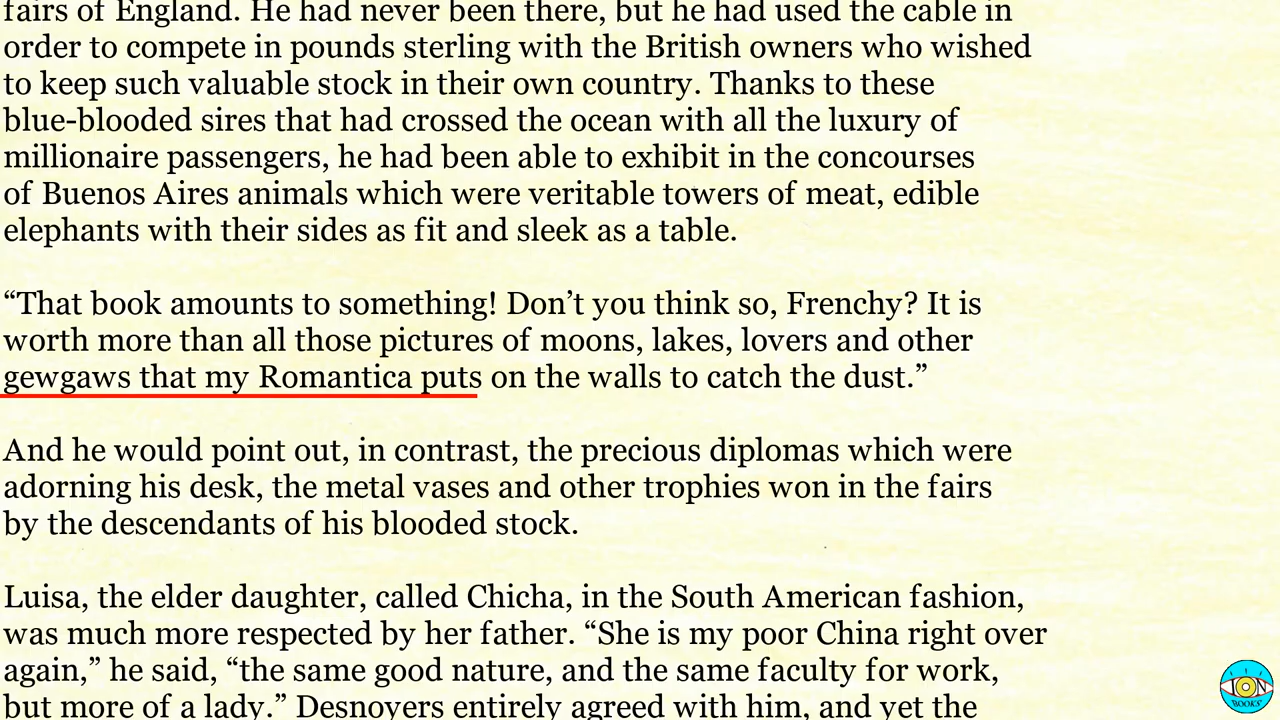 fairs of England. He had never been there, but he had used the cable in
order to compete in pounds sterling with the British owners who wished
to keep such valuable stock in their own country. Thanks to these
blue-blooded sires that had crossed the ocean with all the luxury of
millionaire passengers, he had been able to exhibit in the concourses
of Buenos Aires animals which were veritable towers of meat, edible
elephants with their sides as fit and sleek as a table.
“That book amounts to something! Don’t you think so, Frenchy? It is
worth more than all those pictures of moons, lakes, lovers and other
gewgaws that my Romantica puts on the walls to catch the dust.”
And he would point out, in contrast, the precious diplomas which were
adorning his desk, the metal vases and other trophies won in the fairs
by the descendants of his blooded stock.
Luisa, the elder daughter, called Chicha, in the South American fashion,
was much more respected by her father. “She is my poor China right over
again,” he said, “the same good nature, and the same faculty for work,
but more of a lady.” Desnoyers entirely agreed with him, and yet the
ION
BOOKS